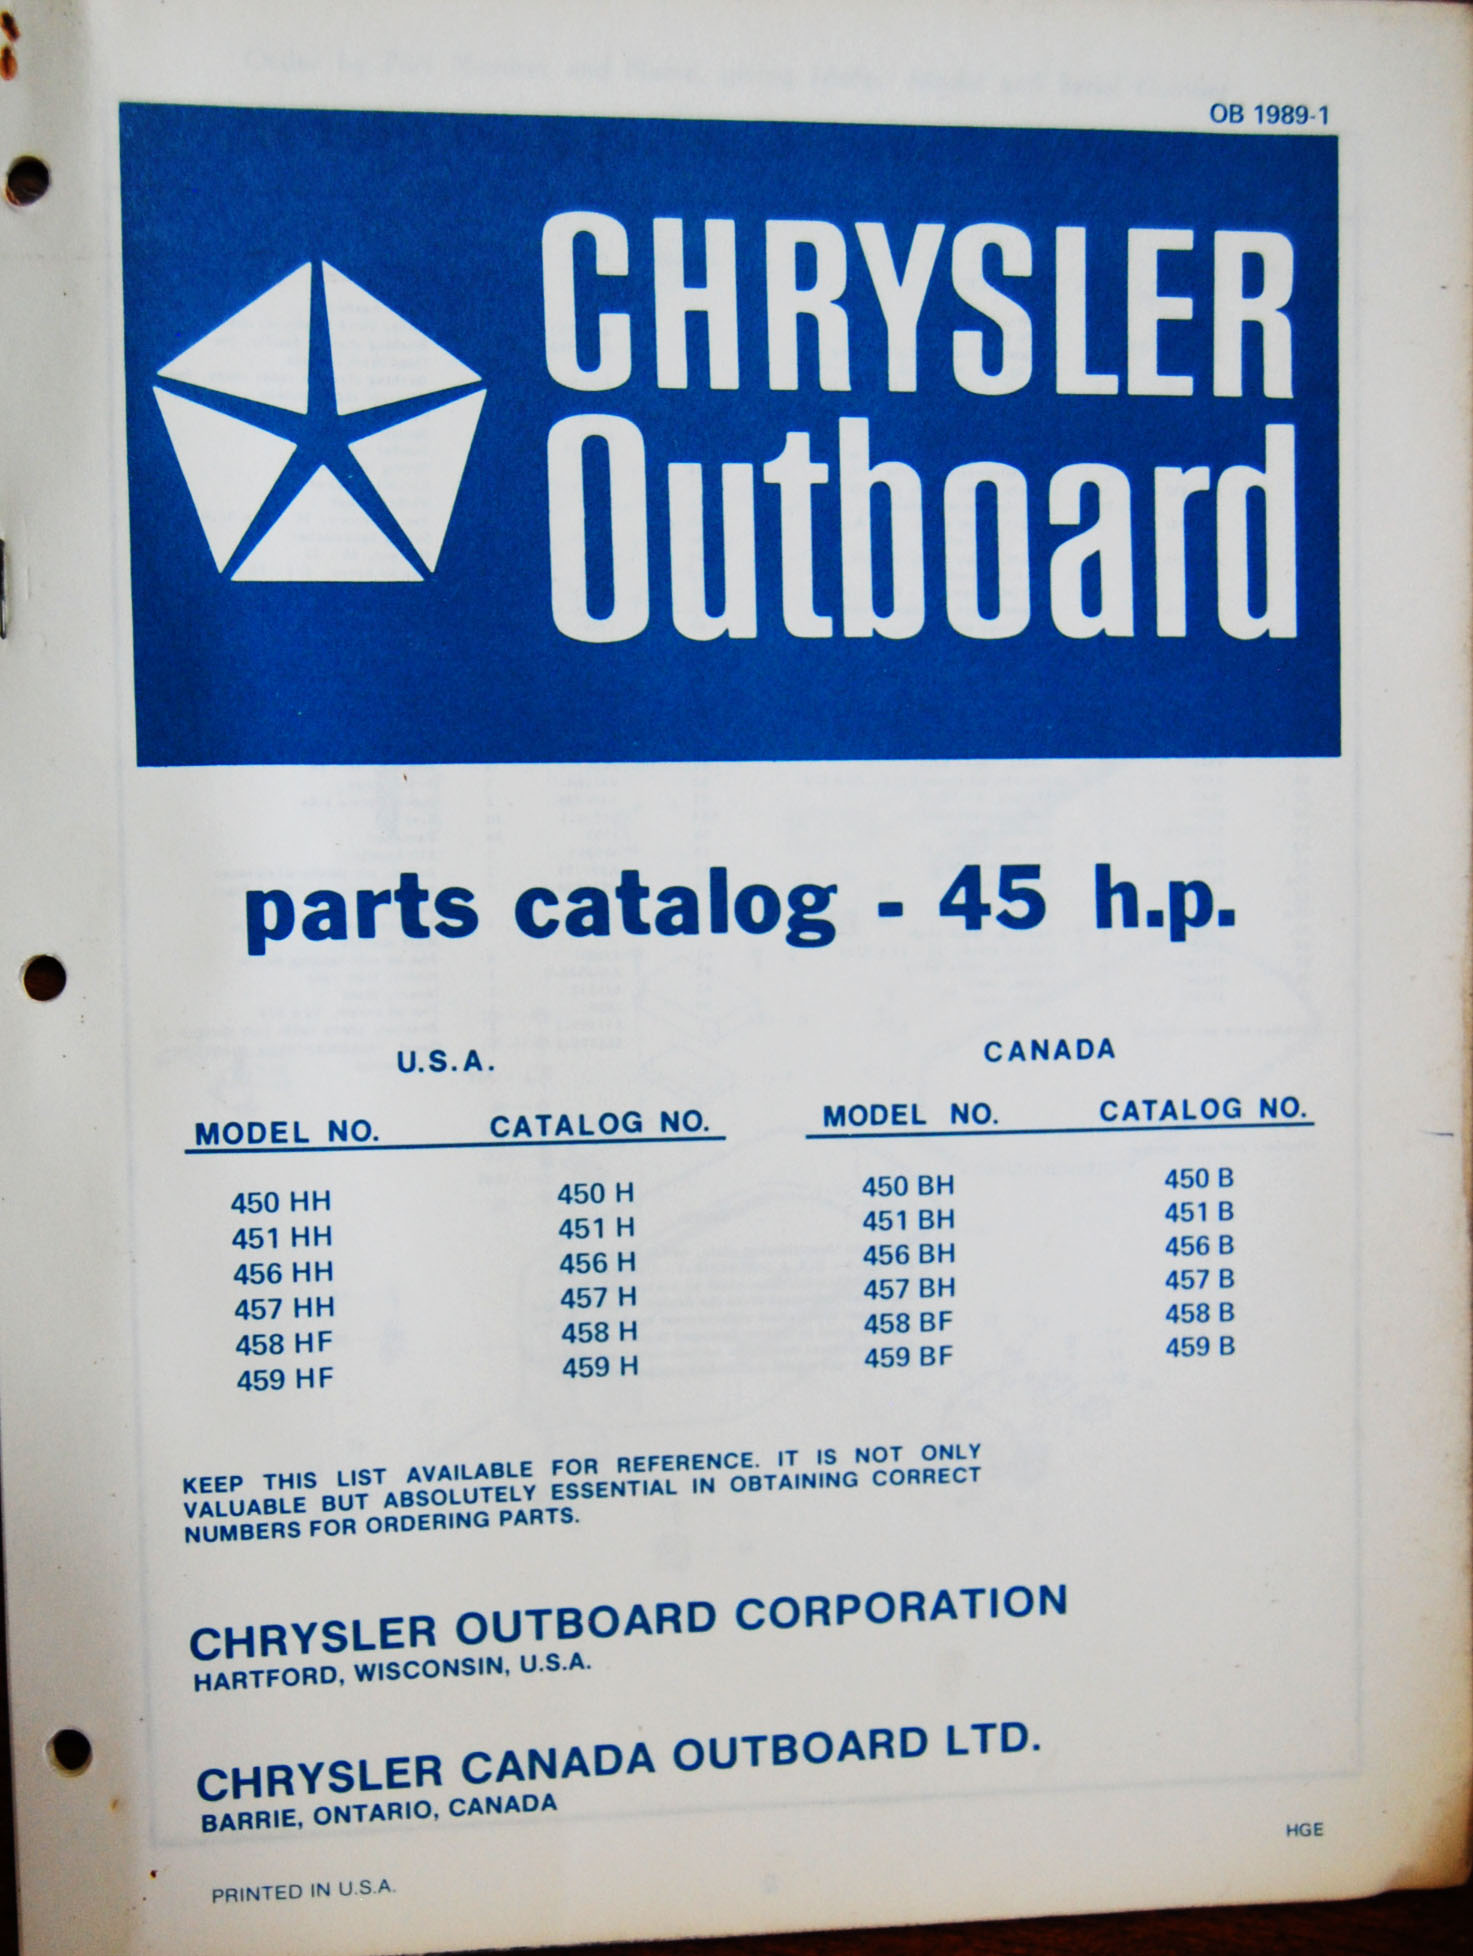 OB 1989-1
CHRYSLER
Outboard
parts catalog - 45 h.p.
U.S.A. CANADA
MODEL NO. CATALOG NO. MODEL NO. CATALOG NO.
450 HH 450 H 450 BH 450 B
451 HH 451 H 451 BH 451 B
456 HH 456 H 456 BH 456 B
457 HH 457 H 457 BH 457 B
458 HF 458 H 458 BF 458 B
459 HF 459 H 459 BF 459 B
KEEP THIS LIST AVAILABLE FOR REFERENCE. IT IS NOT ONLY
VALUABLE BUT ABSOLUTELY ESSENTIAL IN OBTAINING CORRECT
NUMBERS FOR ORDERING PARTS.
CHRYSLER OUTBOARD CORPORATION
HARTFORD, WISCONSIN, U.S.A.
CHRYSLER CANADA OUTBOARD LTD.
BARRIE, ONTARIO, CANADA
HGE
PRINTED IN U.S.A.